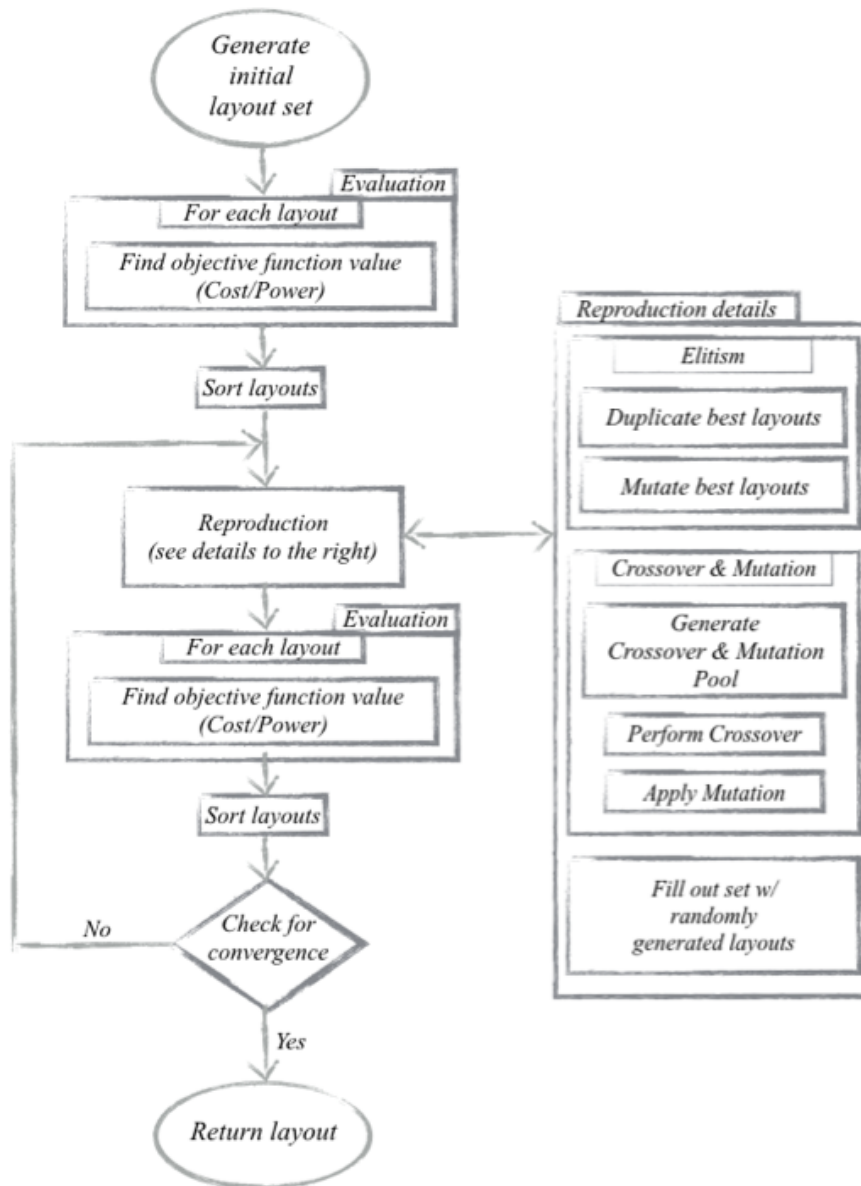 Generate
initial
layout set
Evaluation
For each layout
Find objective function value
(Cost/Power)
Sort layouts
Reproduction
(see details to the right)
Evaluation
For each layout
Find objective function value
(Cost/Power)
Sort layouts
Check for
convergence
No
Yes
Return layout
Reproduction details
Elitism
Duplicate best layouts
Mutate best layouts
Crossover & Mutation
Generate
Crossover & Mutation
Pool
Perform Crossover
Apply Mutation
Fill out set w/
randomly
generated layouts